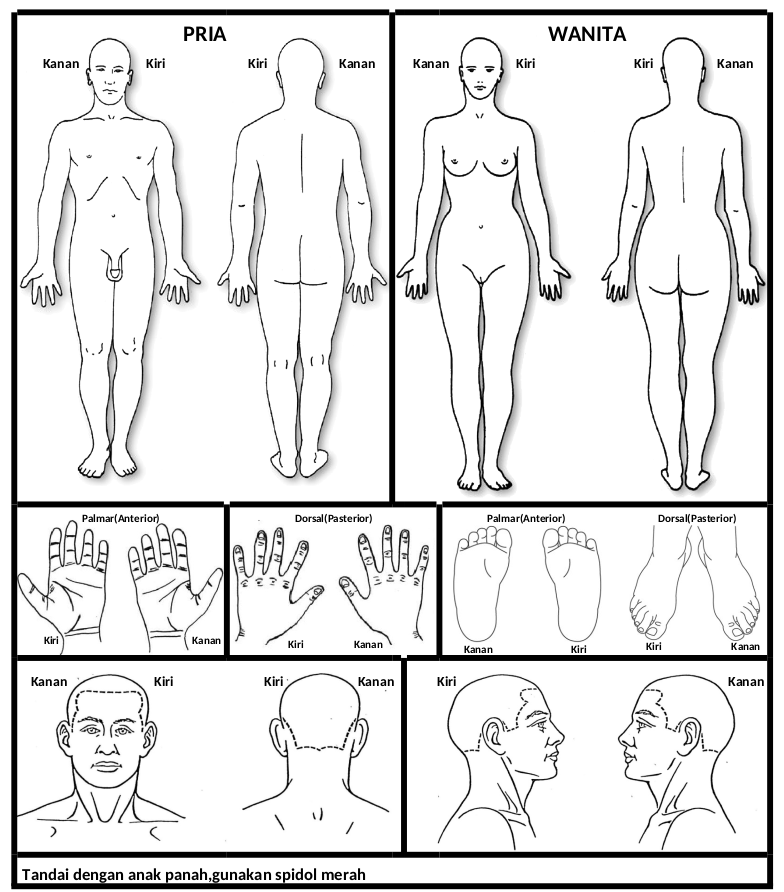 PRIA
WANITA
Kanan Kiri Kiri Kanan
Kanan Kiri Kiri Kanan
Palmar(Anterior)
Kiri Kanan
Dorsal(Pasterior)
Kiri Kanan
Palmar(Anterior) Dorsal(Pasterior)
Kanan Kiri Kiri Kanan
Kanan Kiri Kiri Kanan
Kiri Kanan
Tandai dengan anak panah,gunakan spidol merah